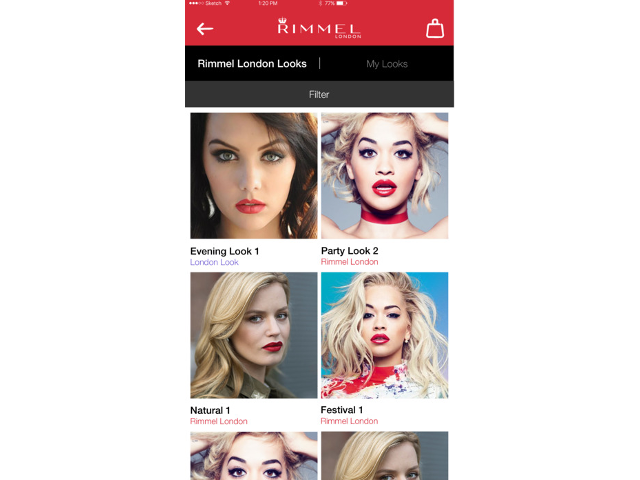 Sketch 1:20 PM 77%
RIMMEL
LONDON
Rimmel London Looks | My Looks
Filter
Evening Look 1
London Look
Party Look 2
Rimmel London
Natural 1
Rimmel London
Festival 1
Rimmel London